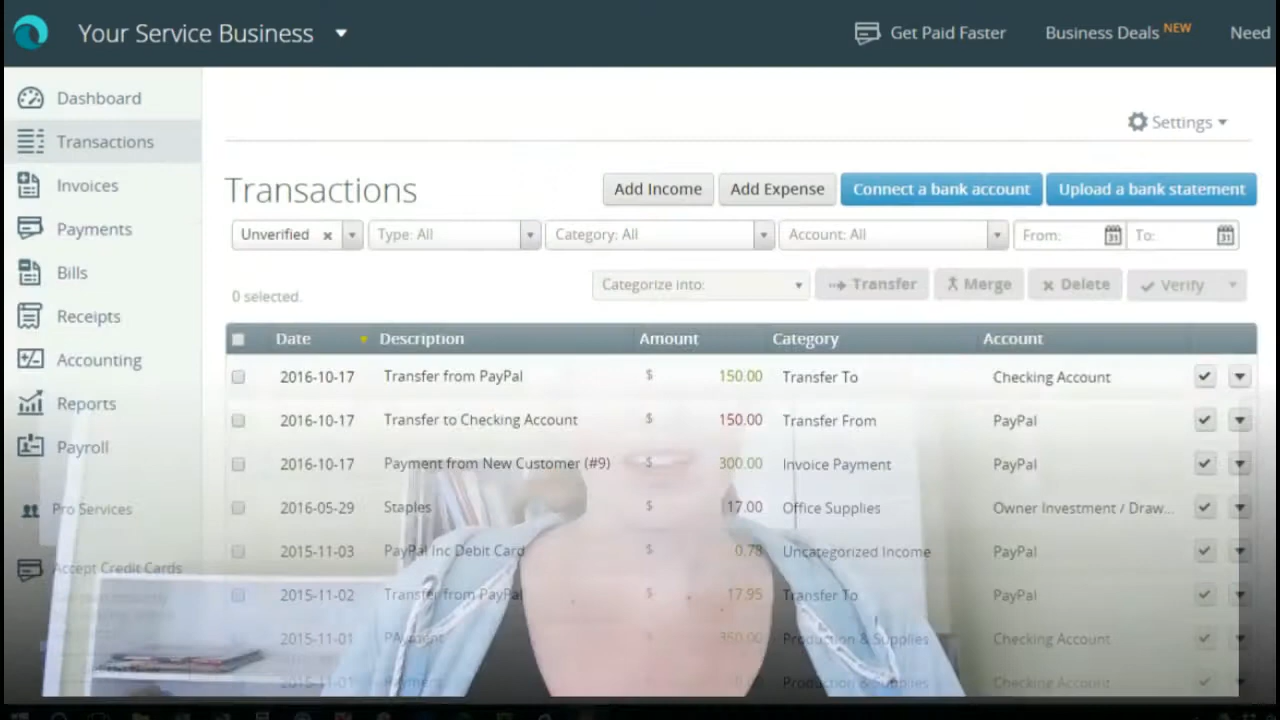 Your Service Business
Get Paid Faster
Business Deals NEW
Need
Dashboard
Transactions
Invoices
Payments
Bills
Receipts
Accounting
Reports
Payroll
Pro Services
Accept Credit Cards
Settings
Transactions
Add Income
Add Expense
Connect a bank account
Upload a bank statement
Unverified
Type: All
Category: All
Account: All
From:
To:
0 selected.
Categorize into:
Transfer
Merge
Delete
Verify
Date Description Amount Category Account
2016-10-17 Transfer from PayPal $ 150.00 Transfer To Checking Account
2016-10-17 Transfer to Checking Account $ 150.00 Transfer From PayPal
2016-10-17 Payment from New Customer (#9) $ 300.00 Invoice Payment PayPal
2016-05-29 Staples $ 17.00 Office Supplies Owner Investment / Draw...
2015-11-03 PayPal Inc Debit Card $ 0.78 Uncategorized Income PayPal
2015-11-02 Transfer from PayPal $ 17.95 Transfer To PayPal
2015-11-01 PAyment $ 350.00 Production & Supplies Checking Account
2015-11-01 Payment $ Production & Supplies Checking Account